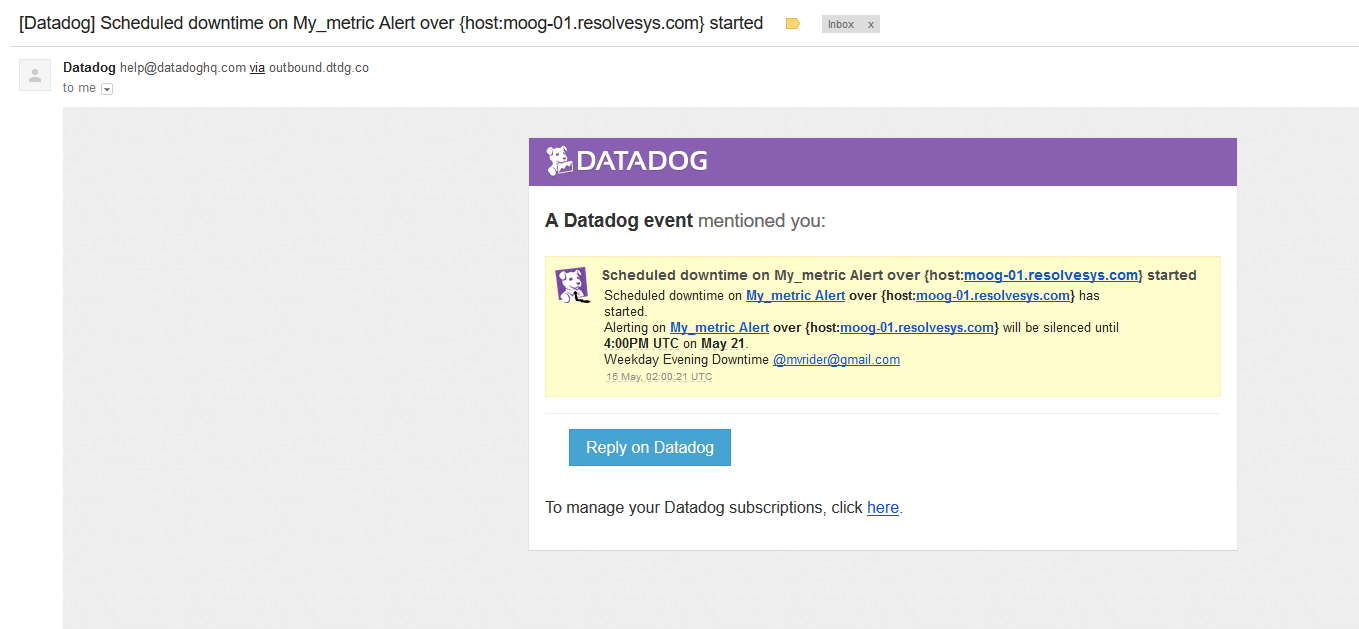 [Datadog] Scheduled downtime on My_metric Alert over {host:moog-01.resolvesys.com} started
Inbox x
Datadog help@datadoghq.com via outbound.dtdg.co
to me
DATADOG
A Datadog event mentioned you:
Scheduled downtime on My_metric Alert over {host:moog-01.resolvesys.com} started
Scheduled downtime on My_metric Alert over {host:moog-01.resolvesys.com} has
started.
Alerting on My_metric Alert over {host:moog-01.resolvesys.com} will be silenced until
4:00PM UTC on May 21.
Weekday Evening Downtime @mvrider@gmail.com
15 May, 02:00:21 UTC
Reply on Datadog
To manage your Datadog subscriptions, click here.